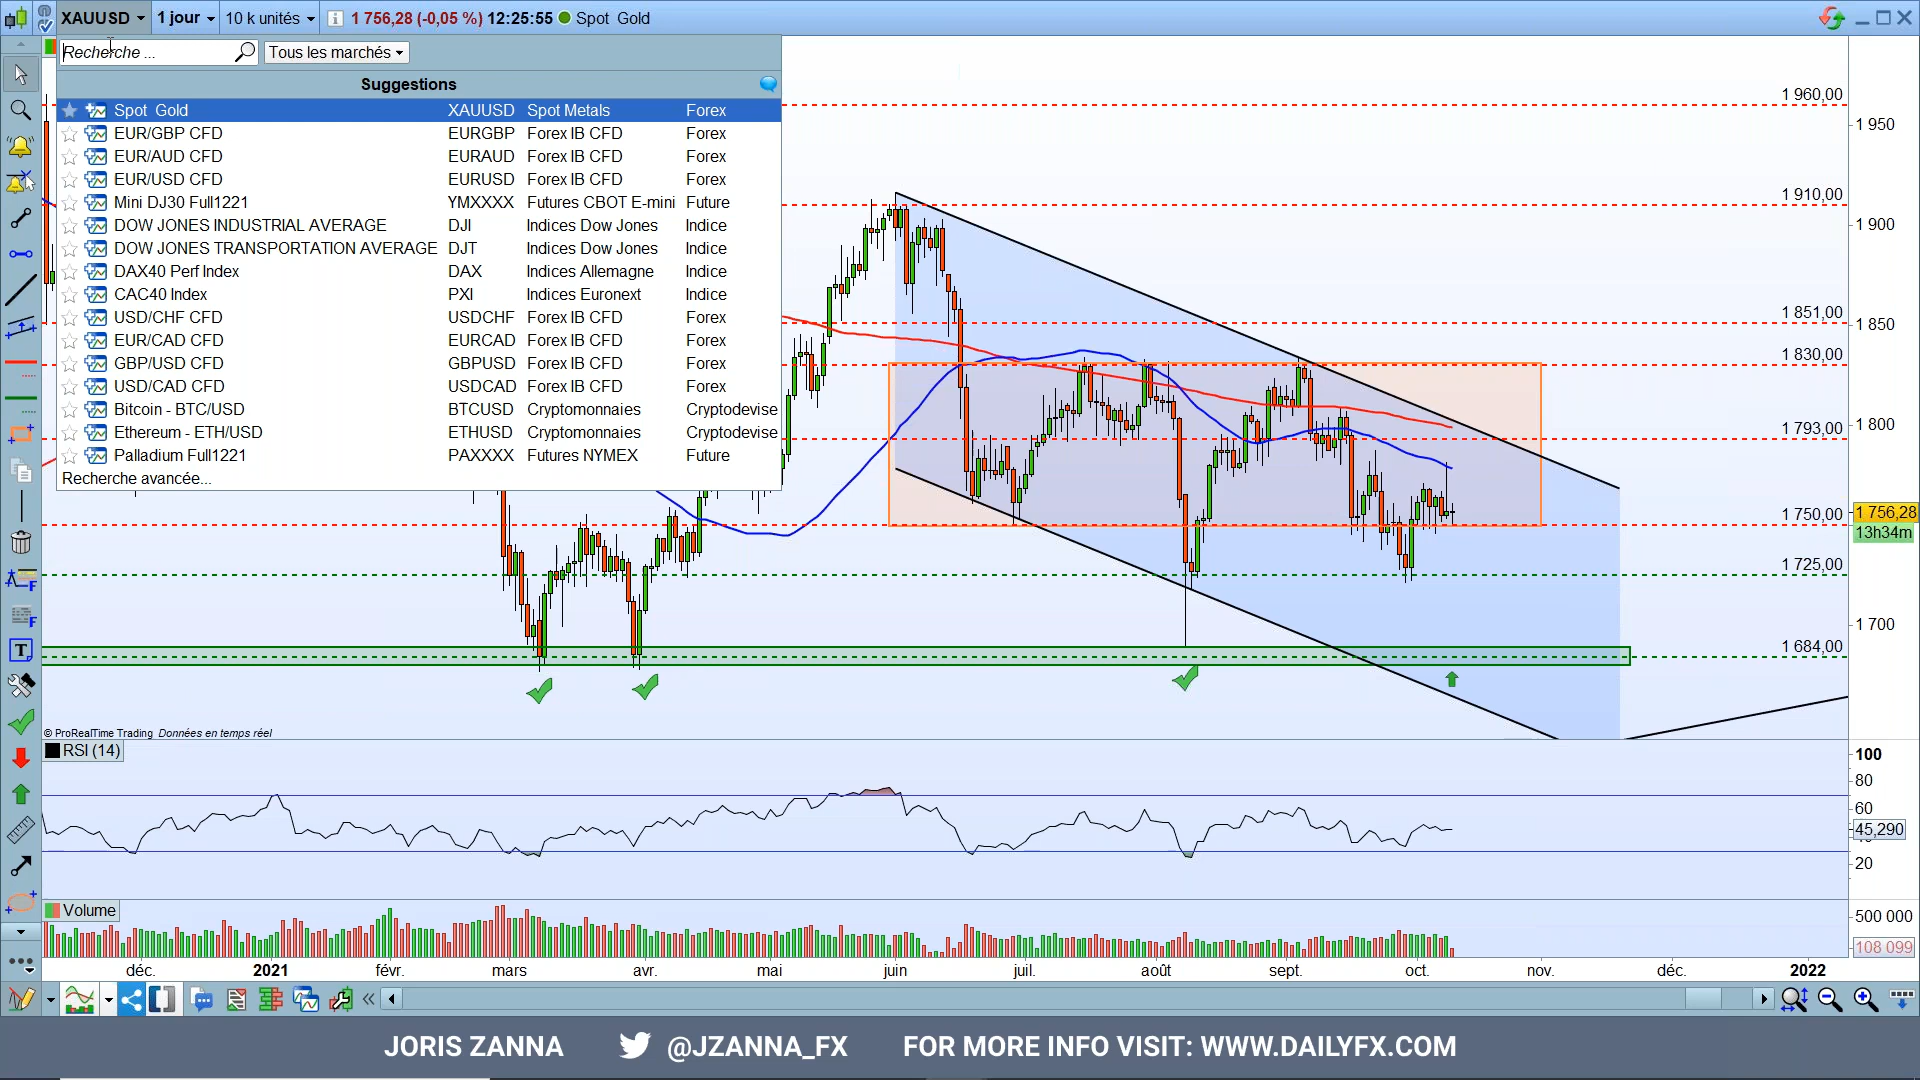 XAUUSD 1 jour 10 k unités 1 756,28 (-0,05 %) 12:25:55 Spot Gold
Recherche ... Tous les marchés
Suggestions
Spot Gold XAUUSD Spot Metals Forex
EUR/GBP CFD EURGBP Forex IB CFD Forex
EUR/AUD CFD EURAUD Forex IB CFD Forex
EUR/USD CFD EURUSD Forex IB CFD Forex
Mini DJ30 Full1221 YMXXXX Futures CBOT E-mini Future
DOW JONES INDUSTRIAL AVERAGE DJI Indices Dow Jones Indice
DOW JONES TRANSPORTATION AVERAGE DJT Indices Dow Jones Indice
DAX40 Perf Index DAX Indices Allemagne Indice
CAC40 Index PXI Indices Euronext Indice
USD/CHF CFD USDCHF Forex IB CFD Forex
EUR/CAD CFD EURCAD Forex IB CFD Forex
GBP/USD CFD GBPUSD Forex IB CFD Forex
USD/CAD CFD USDCAD Forex IB CFD Forex
Bitcoin - BTC/USD BTCUSD Cryptomonnaies Cryptodevise
Ethereum - ETH/USD ETHUSD Cryptomonnaies Cryptodevise
Palladium Full1221 PAXXXX Futures NYMEX Future
Recherche avancée...
1 960,00
1 950
1 910,00
1 900
1 851,00
1 850
1 830,00
1 793,00
1 800
1 750,00
1 756,28
13h34m
1 725,00
1 700
1 684,00
© ProRealTime Trading Données en temps réel
RSI (14)
100
80
60
45,290
20
Volume
500 000
108 099
déc. 2021 févr. mars avr. mai juin juil. août sept. oct. nov. déc. 2022
JORIS ZANNA @JZANNA_FX FOR MORE INFO VISIT: WWW.DAILYFX.COM